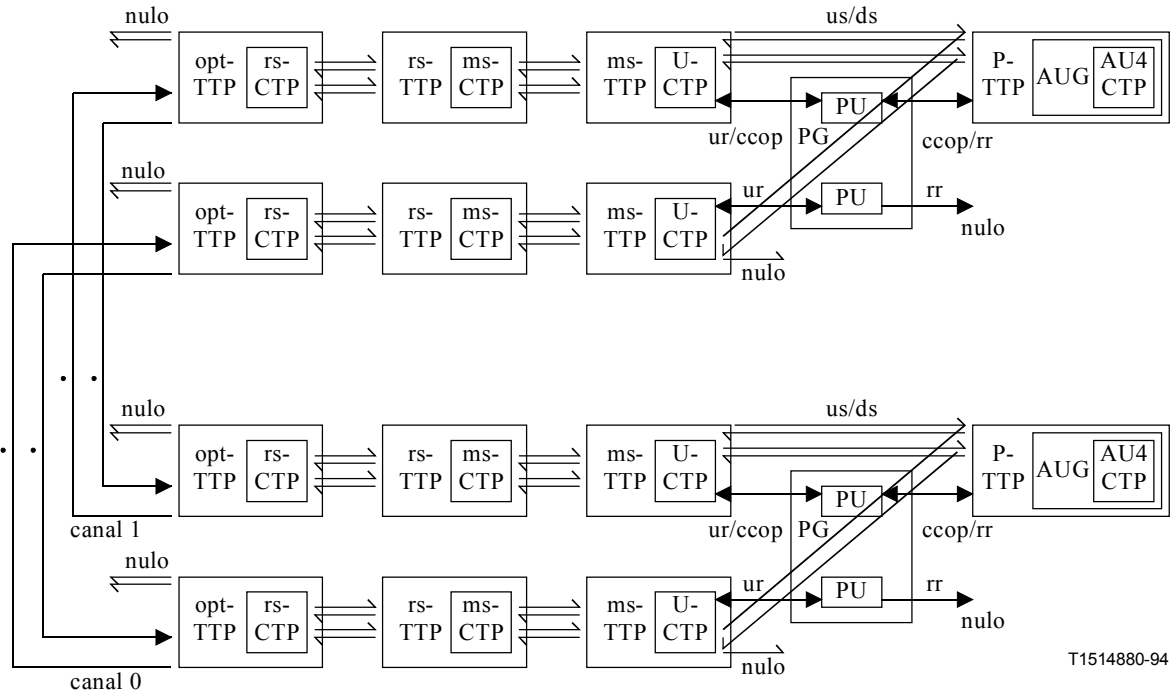 nulo
us/ds
opt-
TTP
rs-
CTP
rs-
TTP
ms-
CTP
ms-
TTP
U-
CTP
P-
TTP
AUG
AU4
CTP
PU
ur/ccop
PG
ccop/rr
nulo
opt-
TTP
rs-
CTP
rs-
TTP
ms-
CTP
ms-
TTP
U-
CTP
ur
PU
rr
nulo
nulo
nulo
us/ds
opt-
TTP
rs-
CTP
rs-
TTP
ms-
CTP
ms-
TTP
U-
CTP
P-
TTP
AUG
AU4
CTP
PU
canal 1
ur/ccop
PG
ccop/rr
nulo
opt-
TTP
rs-
CTP
rs-
TTP
ms-
CTP
ms-
TTP
U-
CTP
ur
PU
rr
nulo
nulo
canal 0
T1514880-94